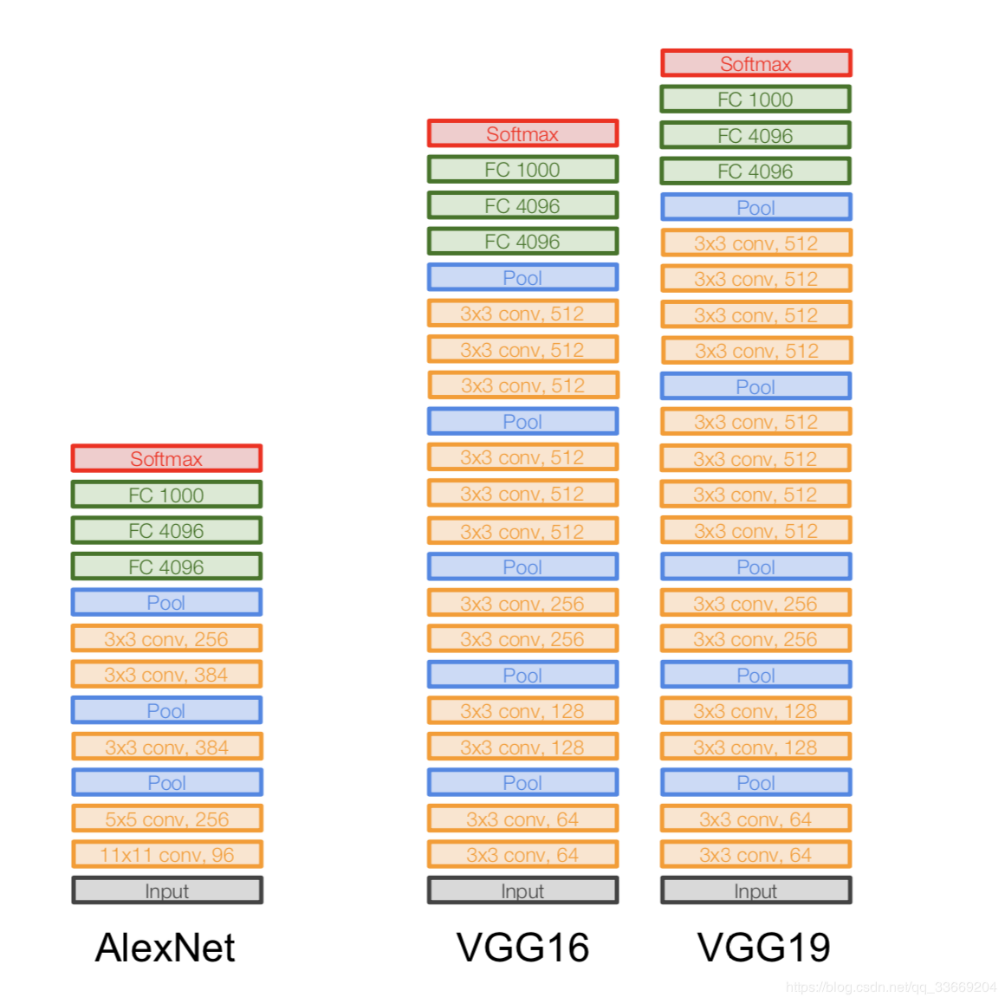 Softmax
FC 1000
FC 4096
FC 4096
Pool
3x3 conv, 256
3x3 conv, 384
Pool
3x3 conv, 384
Pool
5x5 conv, 256
11x11 conv, 96
Input
AlexNet
Softmax
FC 1000
FC 4096
FC 4096
Pool
3x3 conv, 512
3x3 conv, 512
3x3 conv, 512
Pool
3x3 conv, 512
3x3 conv, 512
3x3 conv, 512
Pool
3x3 conv, 256
3x3 conv, 256
Pool
3x3 conv, 128
3x3 conv, 128
Pool
3x3 conv, 64
3x3 conv, 64
Input
VGG16
Softmax
FC 1000
FC 4096
FC 4096
Pool
3x3 conv, 512
3x3 conv, 512
3x3 conv, 512
3x3 conv, 512
Pool
3x3 conv, 512
3x3 conv, 512
3x3 conv, 512
3x3 conv, 512
Pool
3x3 conv, 256
3x3 conv, 256
Pool
3x3 conv, 128
3x3 conv, 128
Pool
3x3 conv, 64
3x3 conv, 64
Input
VGG19
https://blog.csdn.net/qq_33669204